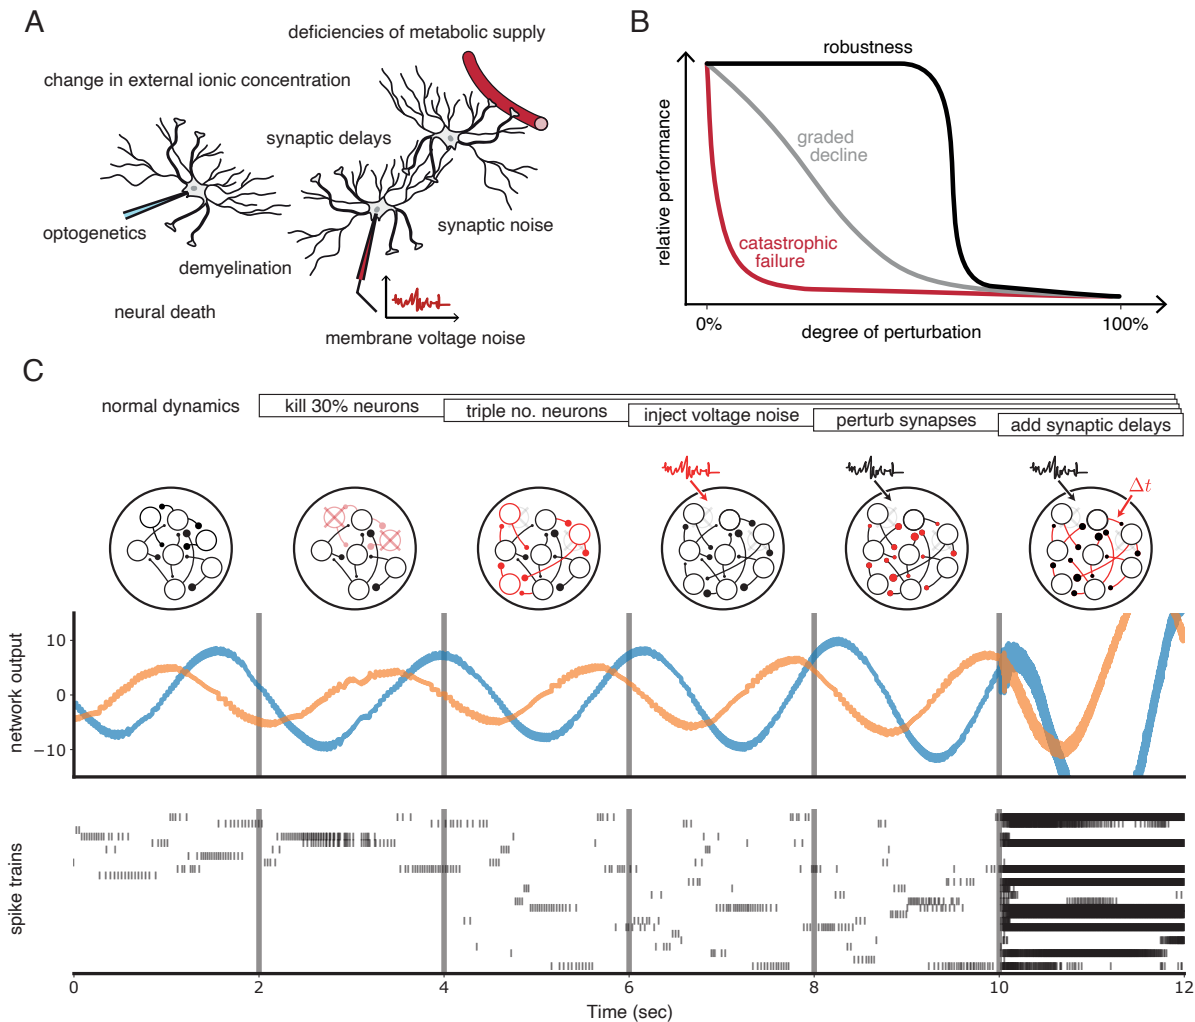 A
deficiencies of metabolic supply
change in external ionic concentration
synaptic delays
optogenetics
synaptic noise
demyelination
neural death
membrane voltage noise
B
robustness
graded
decline
catastrophic
failure
relative performance
0%
degree of perturbation
100%
C
normal dynamics
kill 30% neurons
triple no. neurons
inject voltage noise
perturb synapses
add synaptic delays
Δt
network output
10
0
−10
spike trains
0
2
4
6
8
10
12
Time (sec)